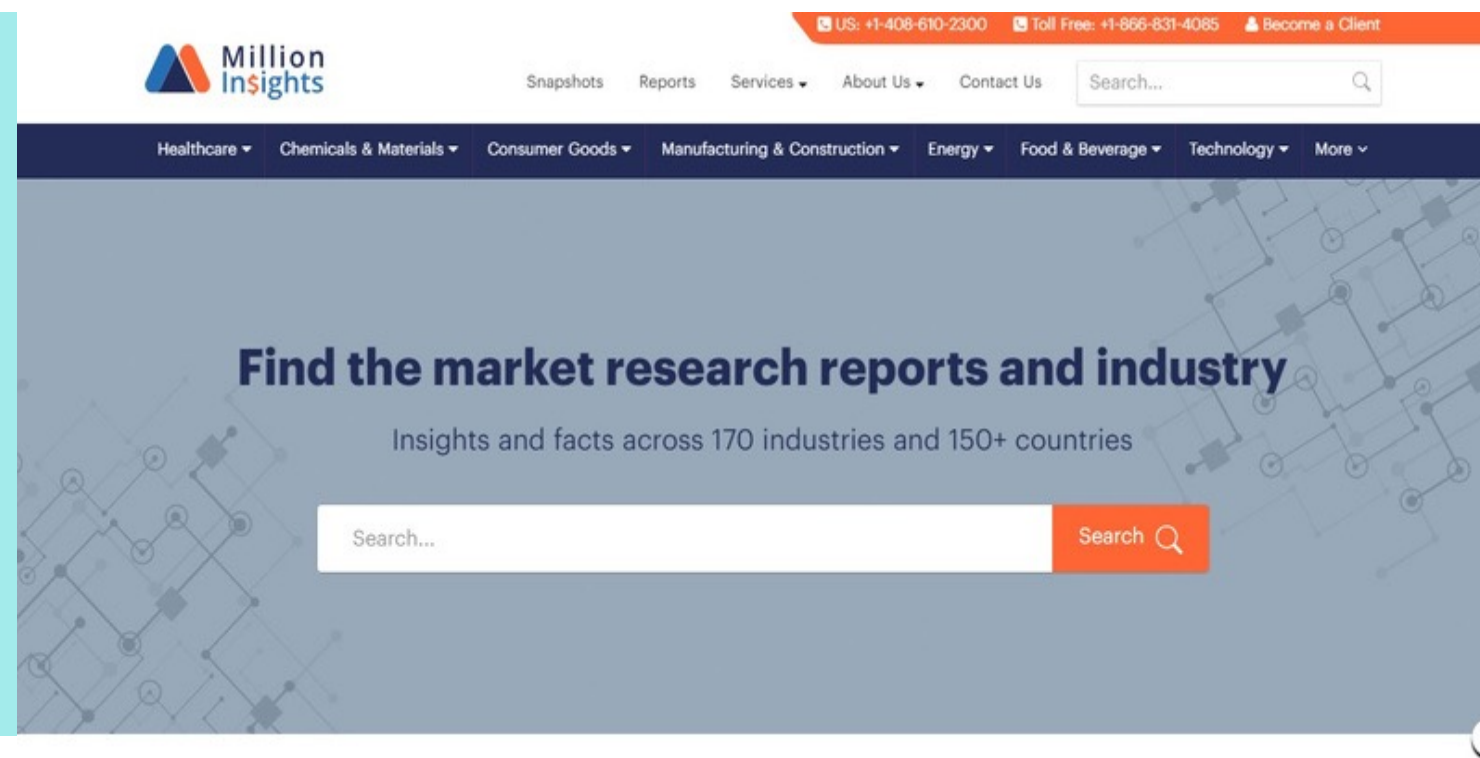 US: +1-408-610-2300 Toll Free: +1-866-831-4085 Become a Client
Million
In$ights
Snapshots Reports Services About Us Contact Us Search...
Healthcare Chemicals & Materials Consumer Goods Manufacturing & Construction Energy Food & Beverage Technology More
Find the market research reports and industry
Insights and facts across 170 industries and 150+ countries
Search... Search